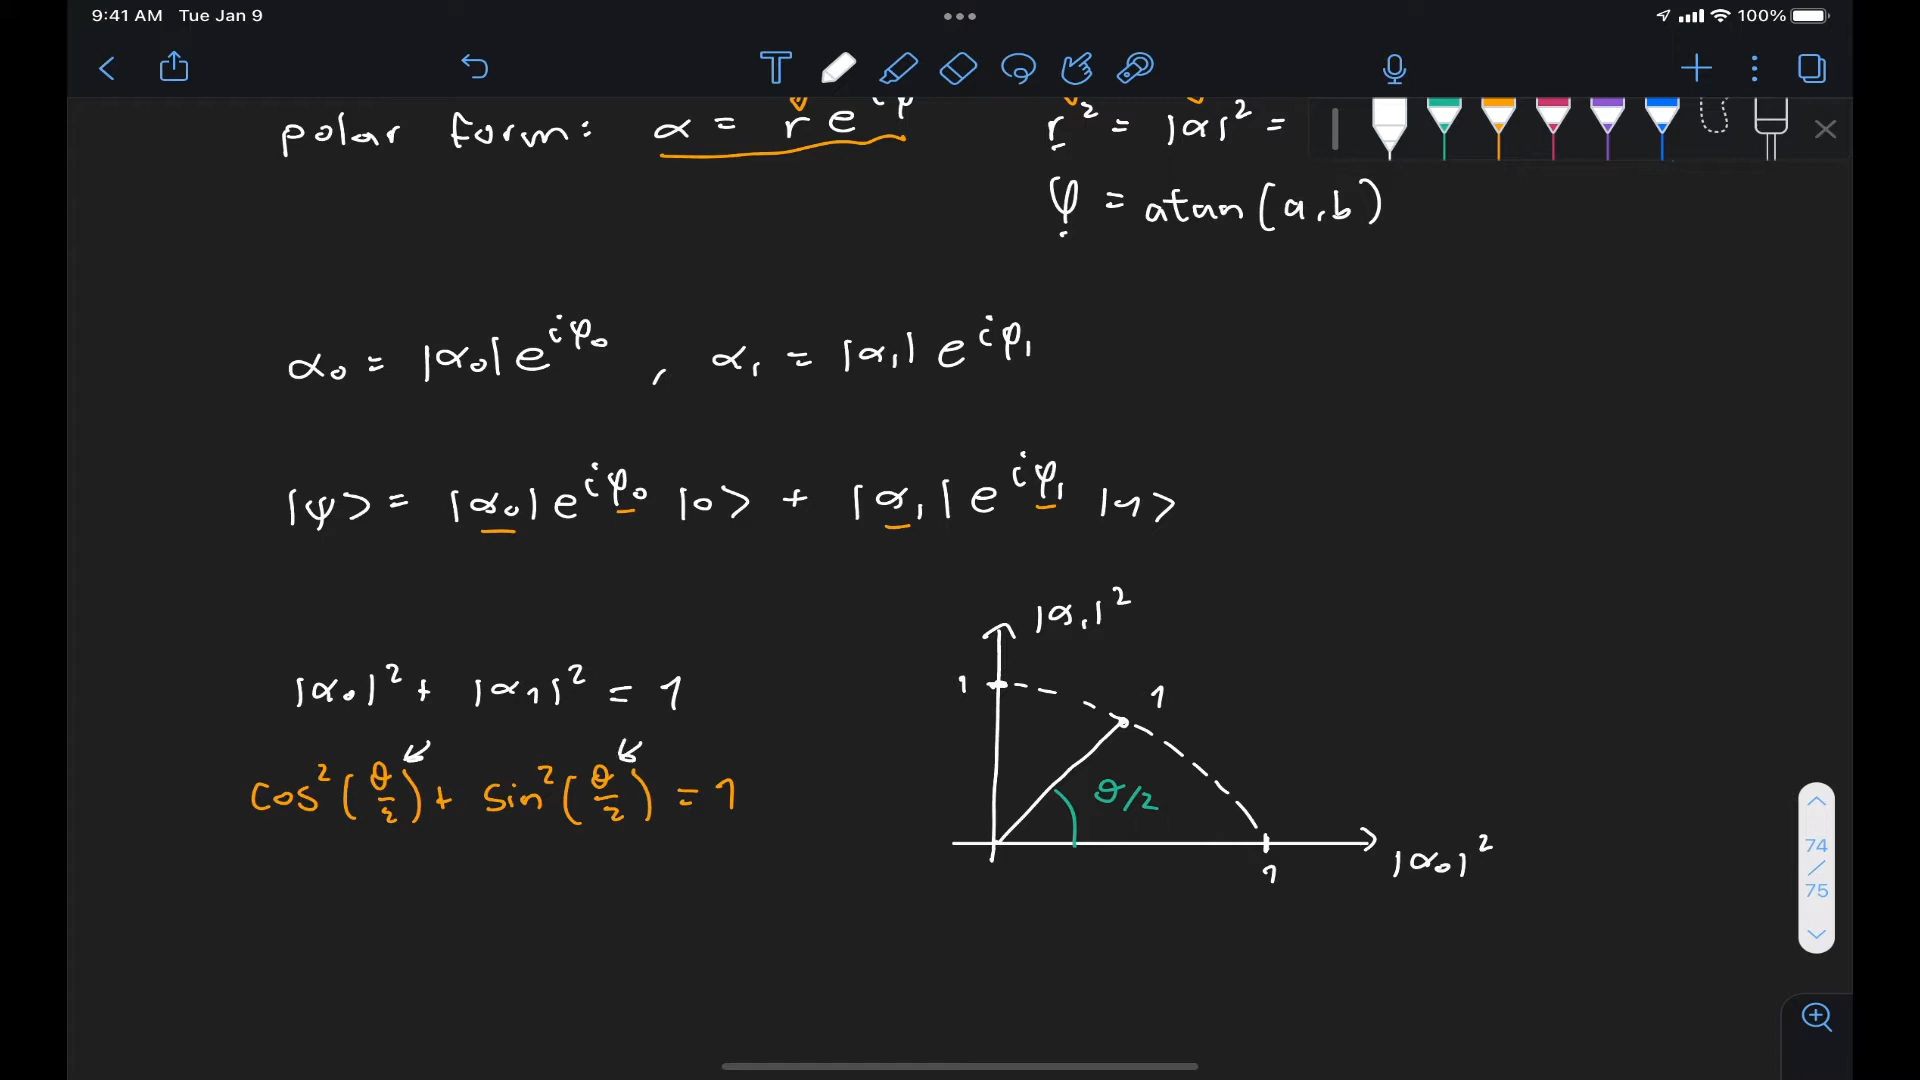 9:41 AM Tue Jan 9
100%
T
polar form: α = r e^{iφ}
r² = |α|² =
φ = atan(a,b)
α₀ = |α₀| e^{iφ₀} , α₁ = |α₁| e^{iφ₁}
|ψ> = |α₀| e^{iφ₀} |0> + |α₁| e^{iφ₁} |1>
|α₁|²
|α₀|² + |α₁|² = 1
1
1
cos²(θ/2) + sin²(θ/2) = 1
θ/2
|α₀|²
1
74
/
75